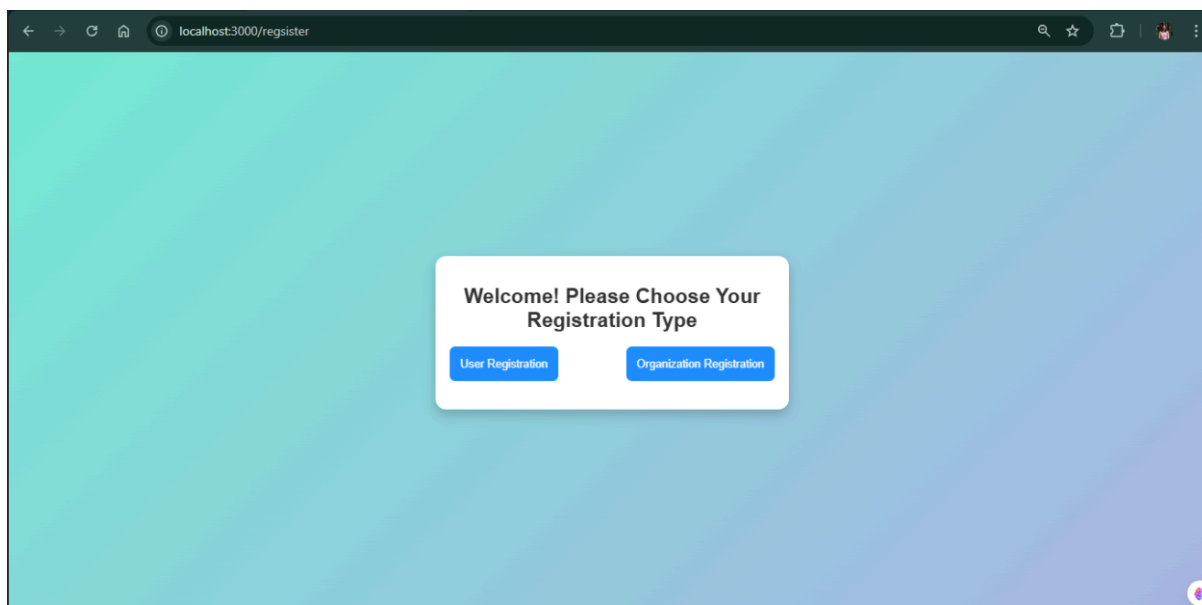 localhost:3000/regsister
Welcome! Please Choose Your
Registration Type
User Registration
Organization Registration